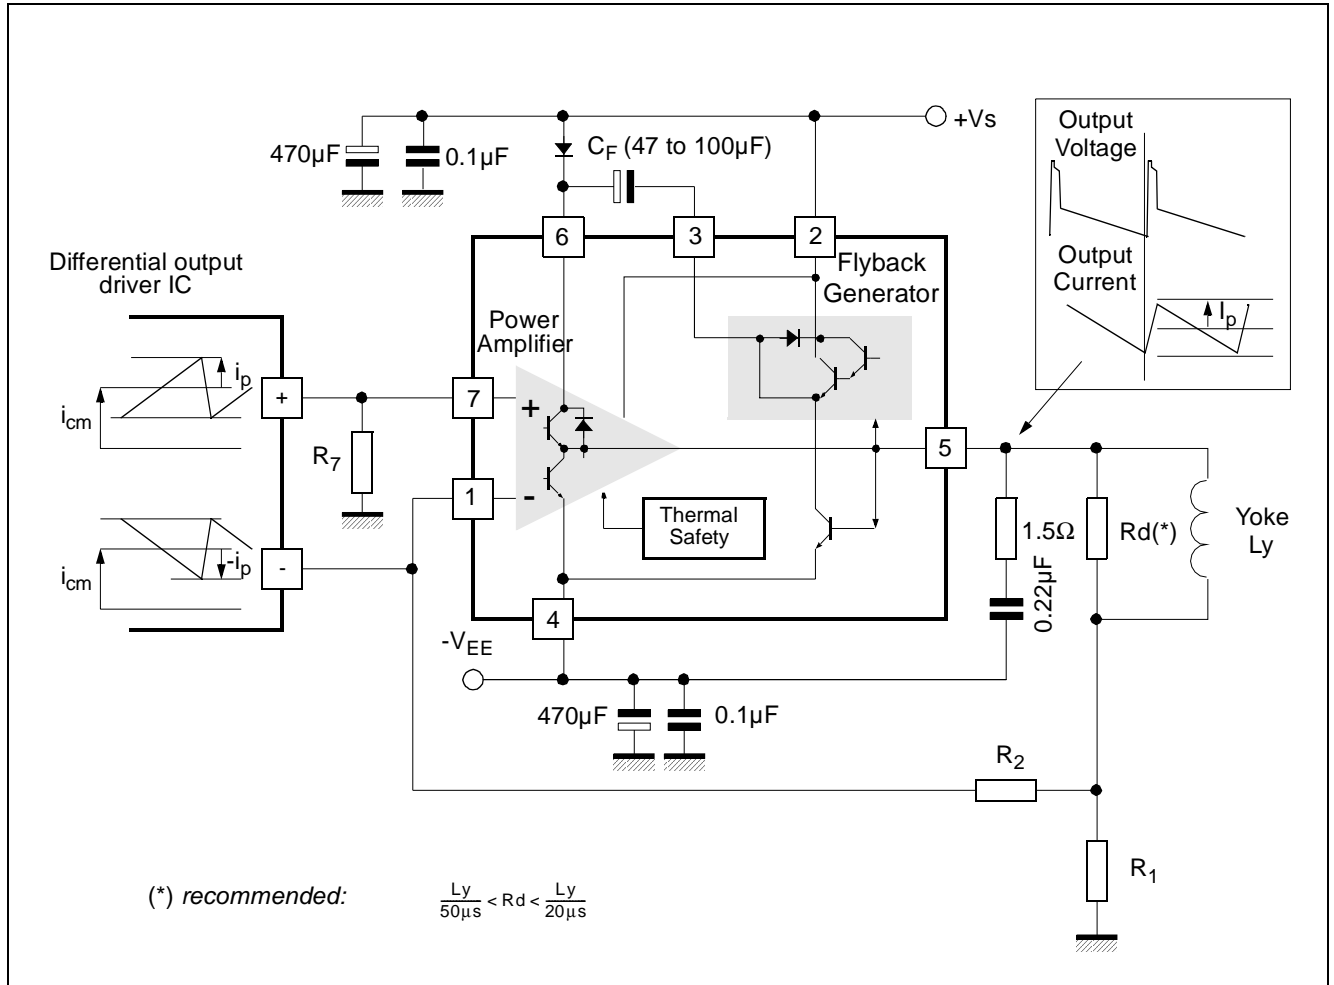 +Vs
470µF
0.1µF
C_F (47 to 100µF)
Output
Voltage
Output
Current
I_p
6
3
2
Differential output
driver IC
Flyback
Generator
Power
Amplifier
i_p
i_cm
+
7
+
R_7
5
1
-
Thermal
Safety
1.5Ω
Rd(*)
Yoke
Ly
0.22µF
-i_p
i_cm
-
4
-V_EE
470µF
0.1µF
R_2
R_1
(*) recommended:
Ly/50µs < Rd < Ly/20µs